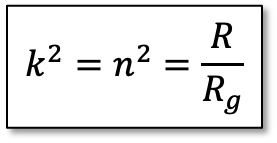 k² = n² = R / R_g